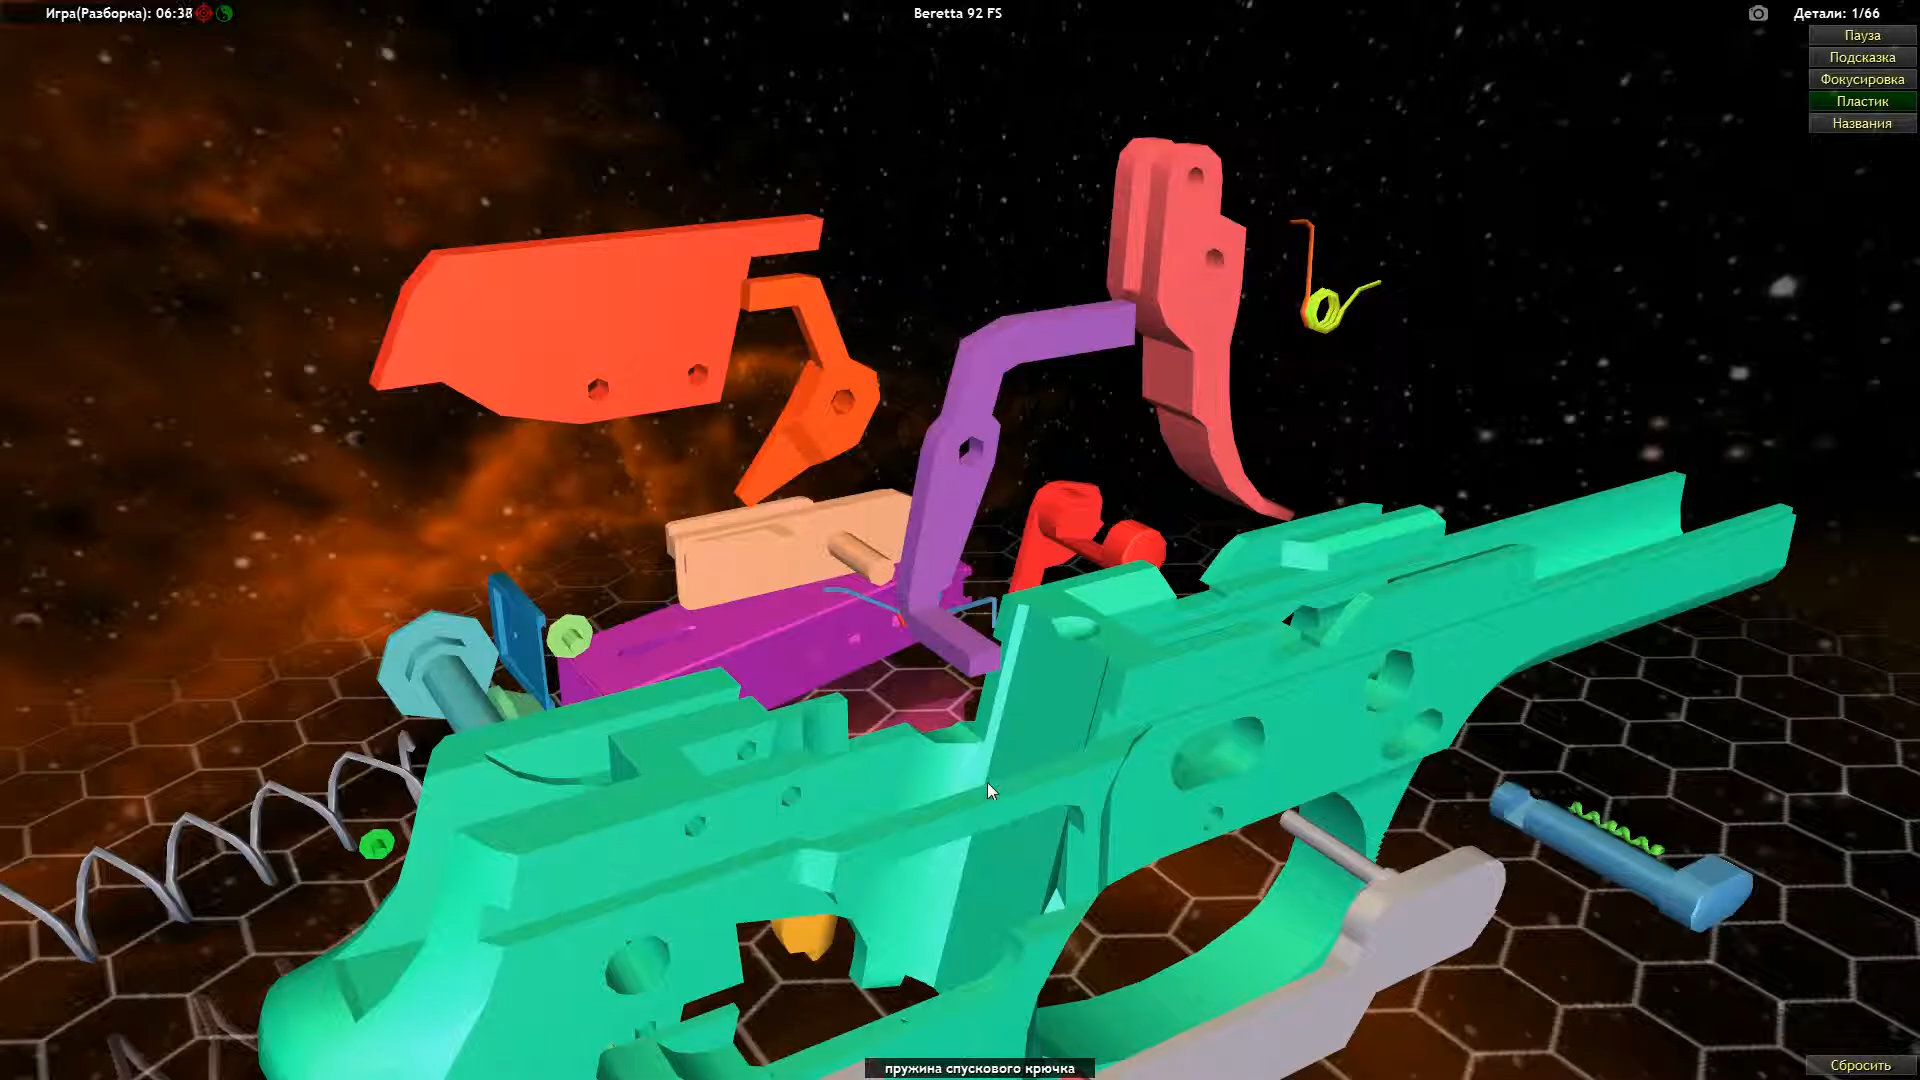 Игра(Разборка): 06:38
Beretta 92 FS
Детали: 1/66
Пауза
Подсказка
Фокусировка
Пластик
Названия
пружина спускового крючка
Сбросить